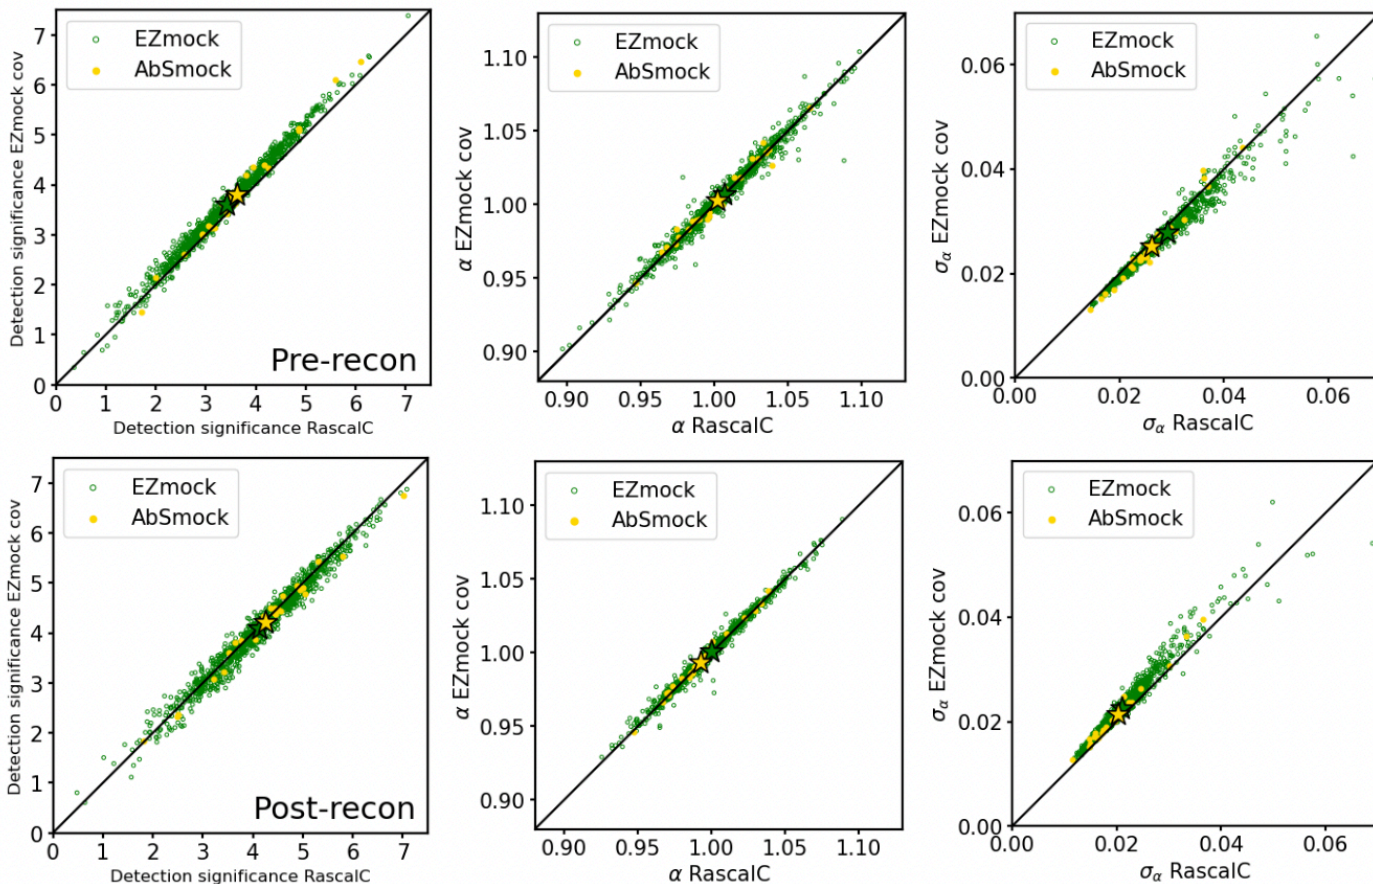 EZmock
AbSmock
Pre-recon
Detection significance EZmock cov
7
6
5
4
3
2
1
0
0 1 2 3 4 5 6 7
Detection significance RascalC
EZmock
AbSmock
α EZmock cov
1.10
1.05
1.00
0.95
0.90
0.90 0.95 1.00 1.05 1.10
α RascalC
EZmock
AbSmock
σα EZmock cov
0.06
0.04
0.02
0.00
0.00 0.02 0.04 0.06
σα RascalC
EZmock
AbSmock
Post-recon
Detection significance EZmock cov
7
6
5
4
3
2
1
0
0 1 2 3 4 5 6 7
Detection significance RascalC
EZmock
AbSmock
α EZmock cov
1.10
1.05
1.00
0.95
0.90
0.90 0.95 1.00 1.05 1.10
α RascalC
EZmock
AbSmock
σα EZmock cov
0.06
0.04
0.02
0.00
0.00 0.02 0.04 0.06
σα RascalC